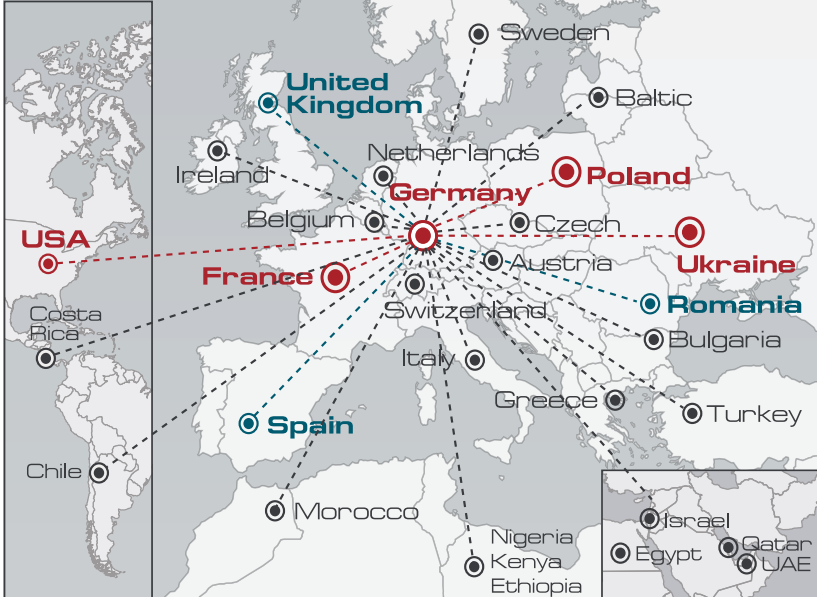 Sweden
United
Kingdom
Baltic
Netherlands
Ireland
Germany
Poland
Belgium
Czech
USA
Ukraine
Austria
France
Switzerland
Romania
Costa
Rica
Bulgaria
Italy
Greece
Turkey
Spain
Chile
Morocco
Israel
Nigeria
Kenya
Ethiopia
Egypt
Qatar
UAE